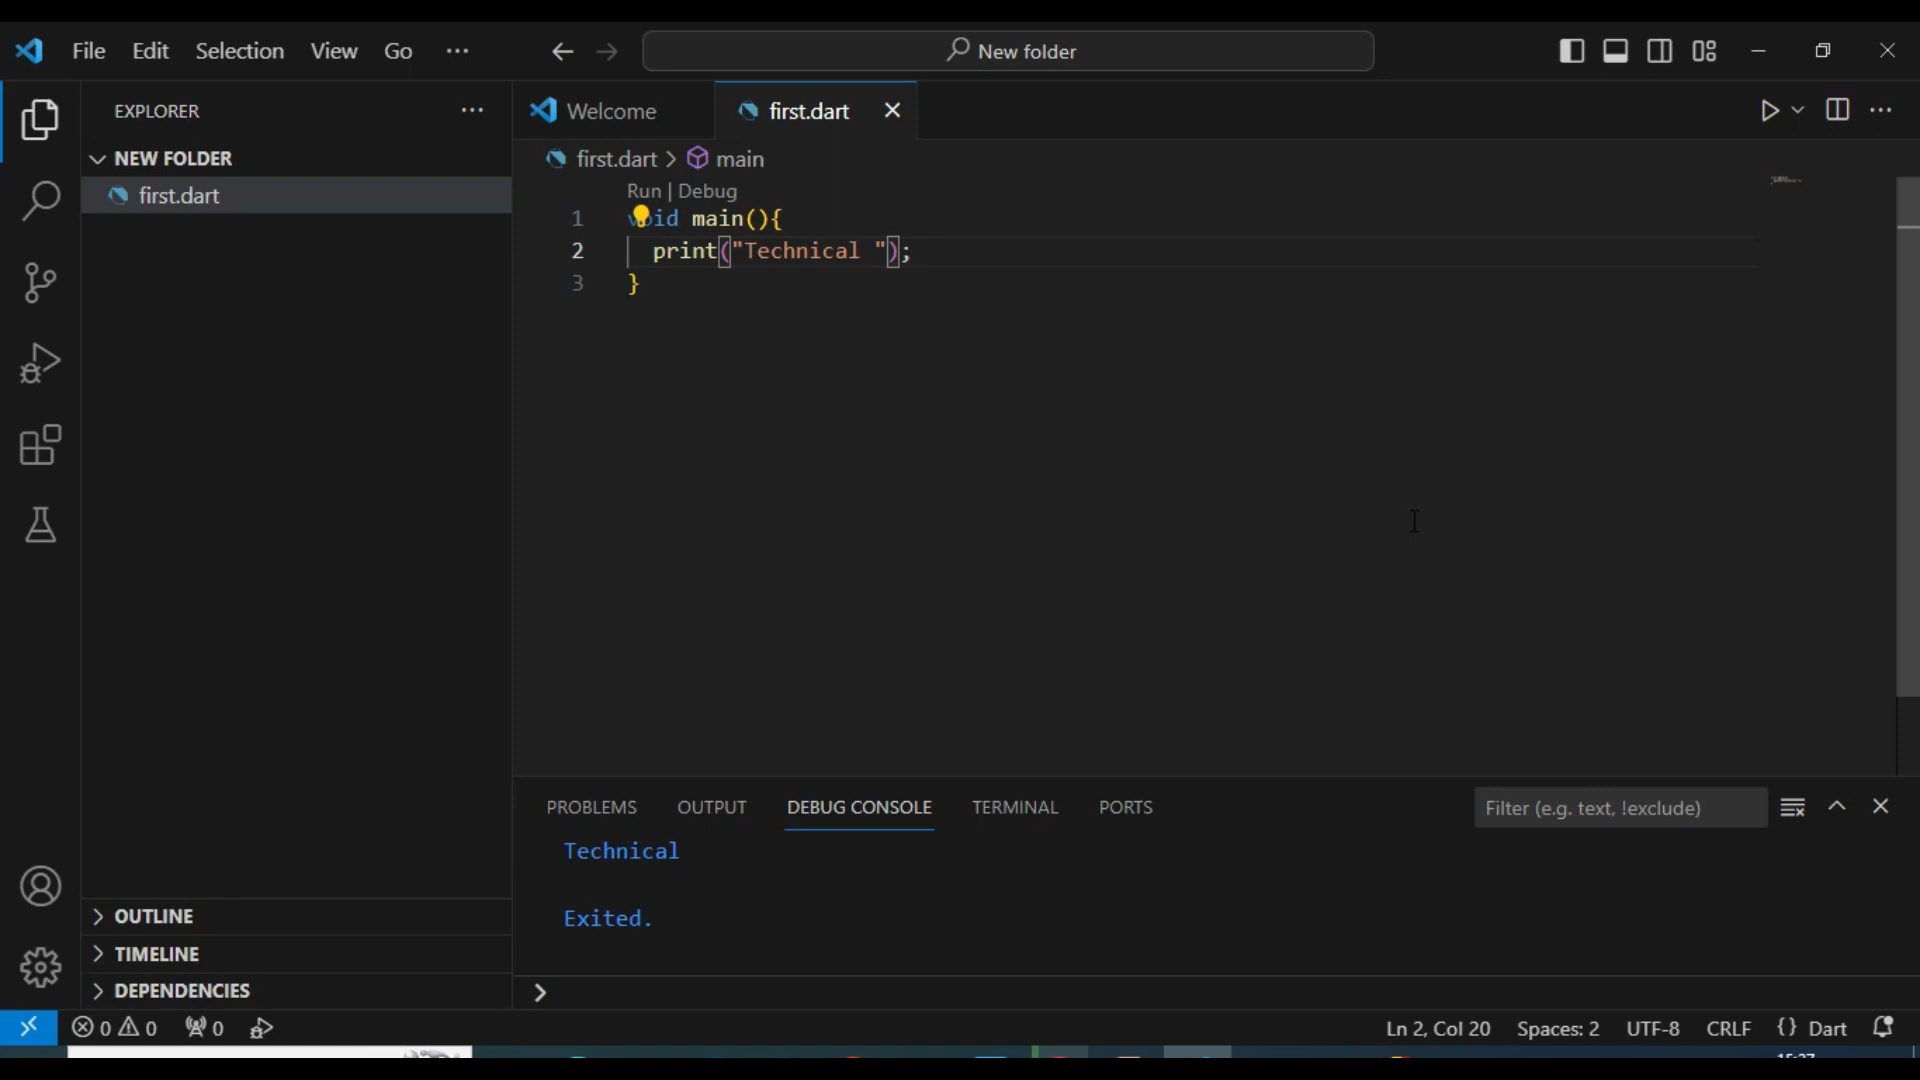 File Edit Selection View Go ···
New folder
EXPLORER ···
Welcome
first.dart
NEW FOLDER
first.dart > main
first.dart
Run | Debug
1 void main(){
2 print("Technical ");
3 }
PROBLEMS OUTPUT DEBUG CONSOLE TERMINAL PORTS
Filter (e.g. text, !exclude)
Technical
Exited.
OUTLINE
TIMELINE
DEPENDENCIES
0 0 0
Ln 2, Col 20 Spaces: 2 UTF-8 CRLF {} Dart